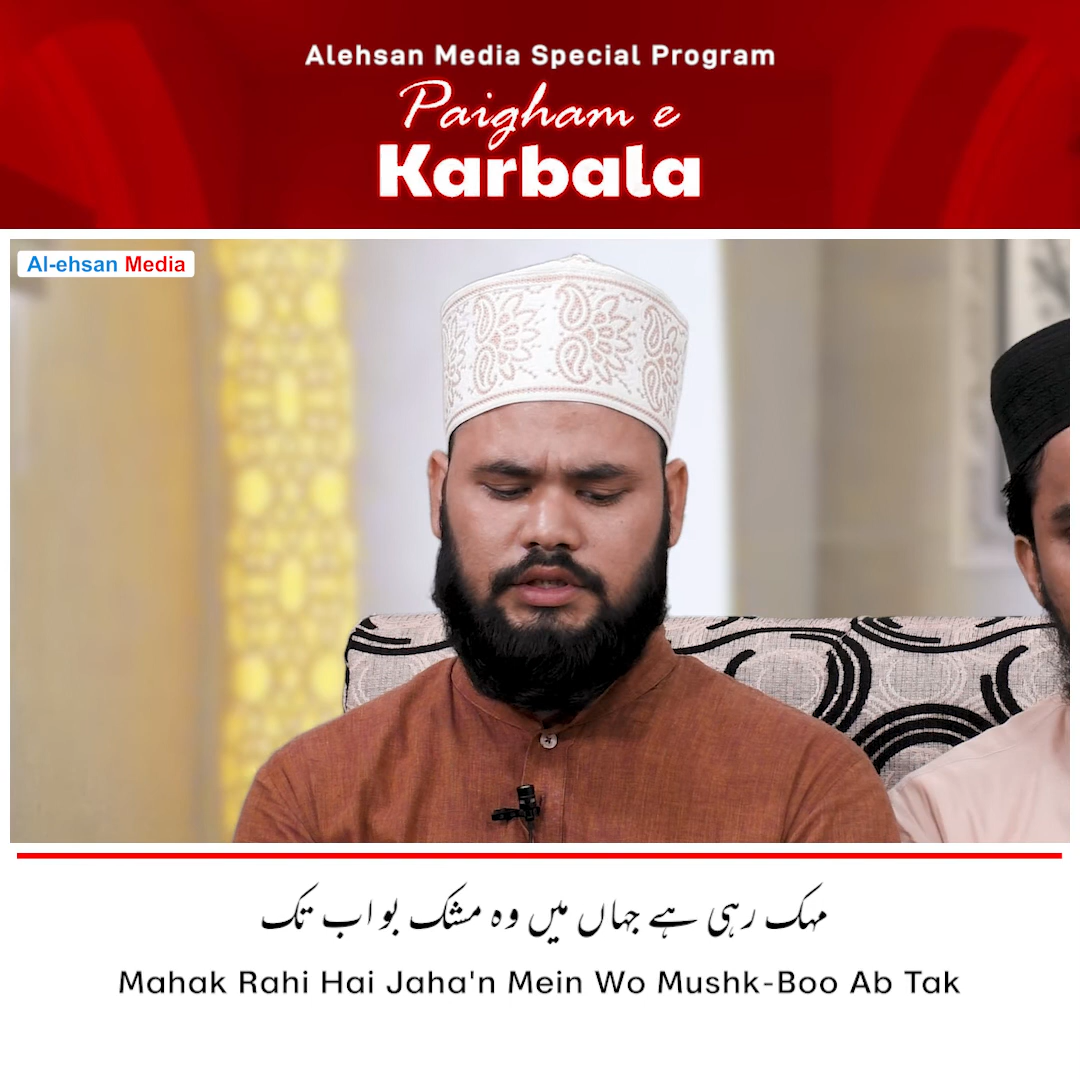 Alehsan Media Special Program
Paigham e
Karbala
Al-ehsan Media
مہک رہی ہے جہاں میں وہ مشک بو اب تک
Mahak Rahi Hai Jaha'n Mein Wo Mushk-Boo Ab Tak